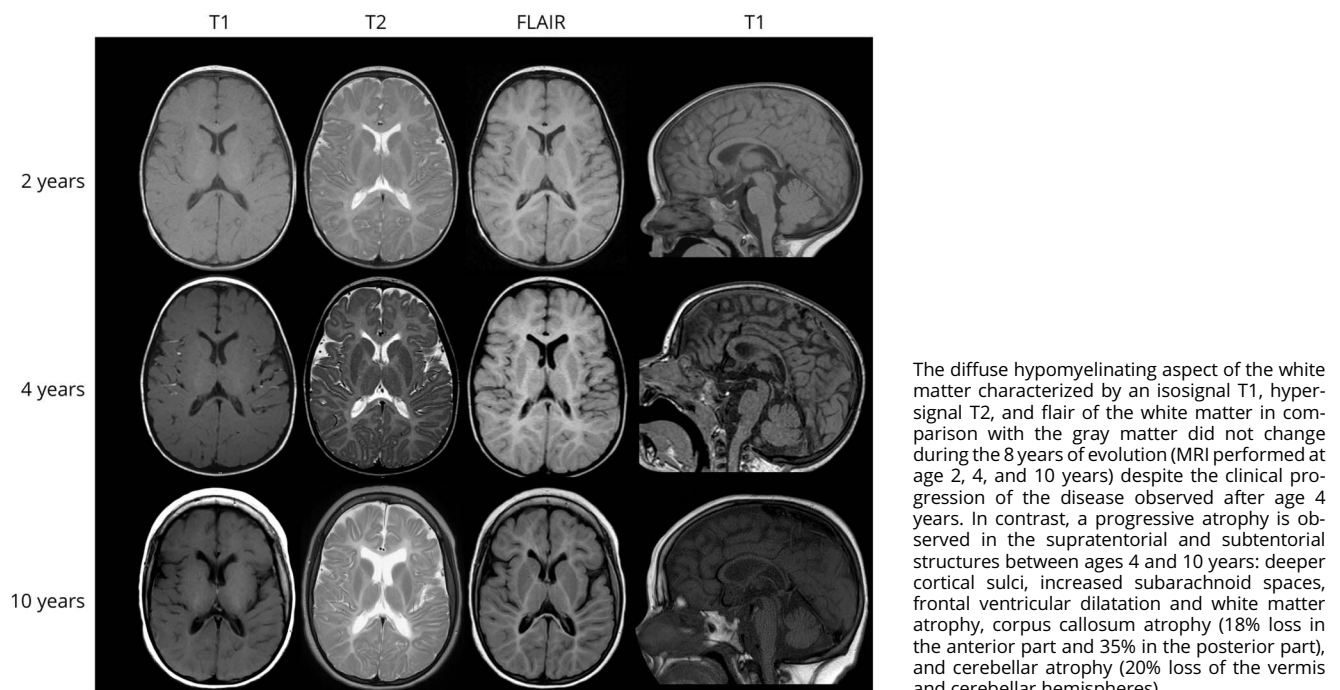 T1 T2 FLAIR T1
2 years
4 years
10 years
The diffuse hypomyelinating aspect of the white
matter characterized by an isosignal T1, hyper-
signal T2, and flair of the white matter in com-
parison with the gray matter did not change
during the 8 years of evolution (MRI performed at
age 2, 4, and 10 years) despite the clinical pro-
gression of the disease observed after age 4
years. In contrast, a progressive atrophy is ob-
served in the supratentorial and subtentorial
structures between ages 4 and 10 years: deeper
cortical sulci, increased subarachnoid spaces,
frontal ventricular dilatation and white matter
atrophy, corpus callosum atrophy (18% loss in
the anterior part and 35% in the posterior part),
and cerebellar atrophy (20% loss of the vermis
and cerebellar hemispheres).